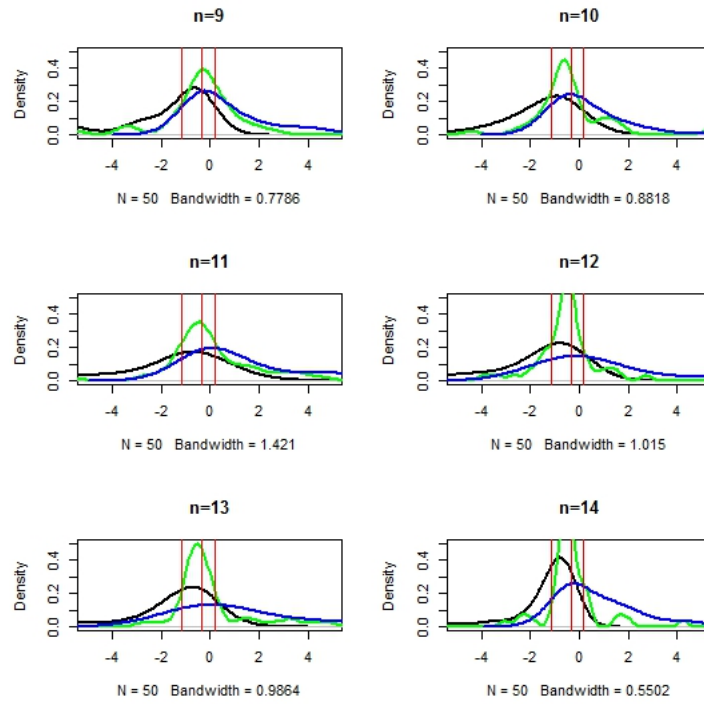 n=9 n=10
Density 0.0 0.2 0.4 Density 0.0 0.2 0.4
-4 -2 0 2 4 -4 -2 0 2 4
N = 50 Bandwidth = 0.7786 N = 50 Bandwidth = 0.8818
n=11 n=12
Density 0.0 0.2 0.4 Density 0.0 0.2 0.4
-4 -2 0 2 4 -4 -2 0 2 4
N = 50 Bandwidth = 1.421 N = 50 Bandwidth = 1.015
n=13 n=14
Density 0.0 0.2 0.4 Density 0.0 0.2 0.4
-4 -2 0 2 4 -4 -2 0 2 4
N = 50 Bandwidth = 0.9864 N = 50 Bandwidth = 0.5502